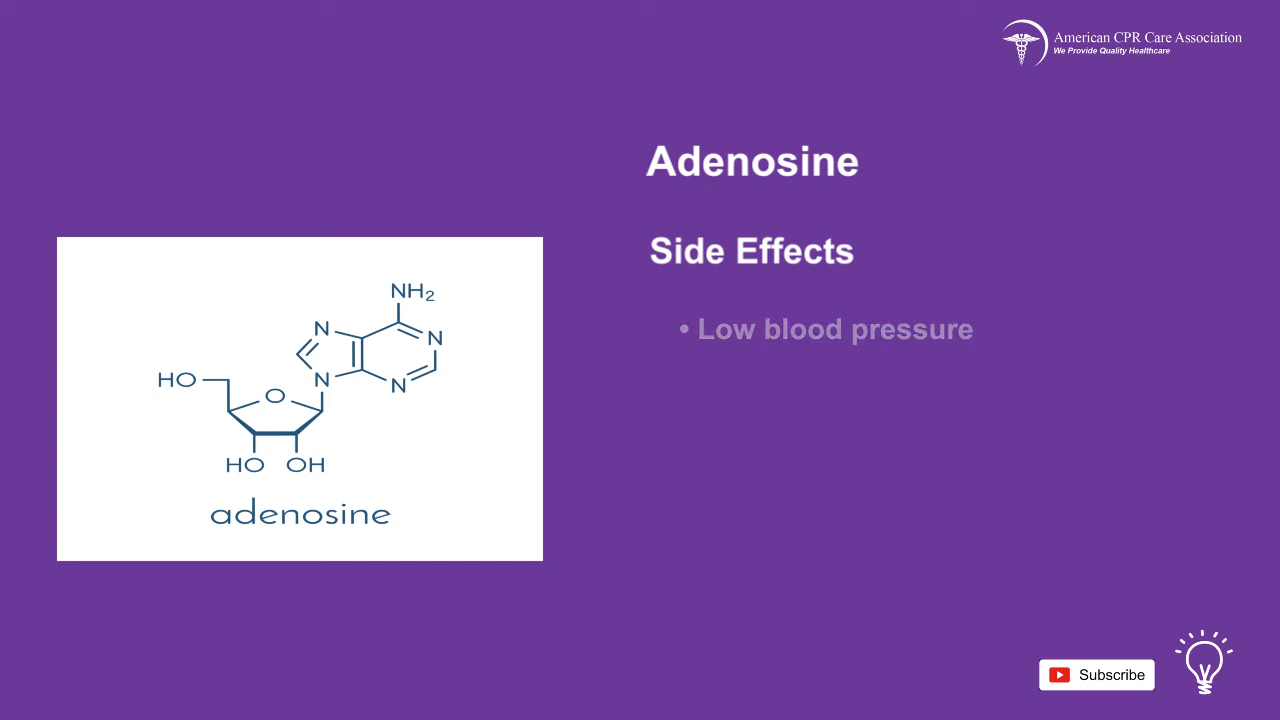 American CPR Care Association
We Provide Quality Healthcare
Adenosine
Side Effects
• Low blood pressure
NH₂
N
N
N
N
HO
O
HO OH
adenosine
Subscribe